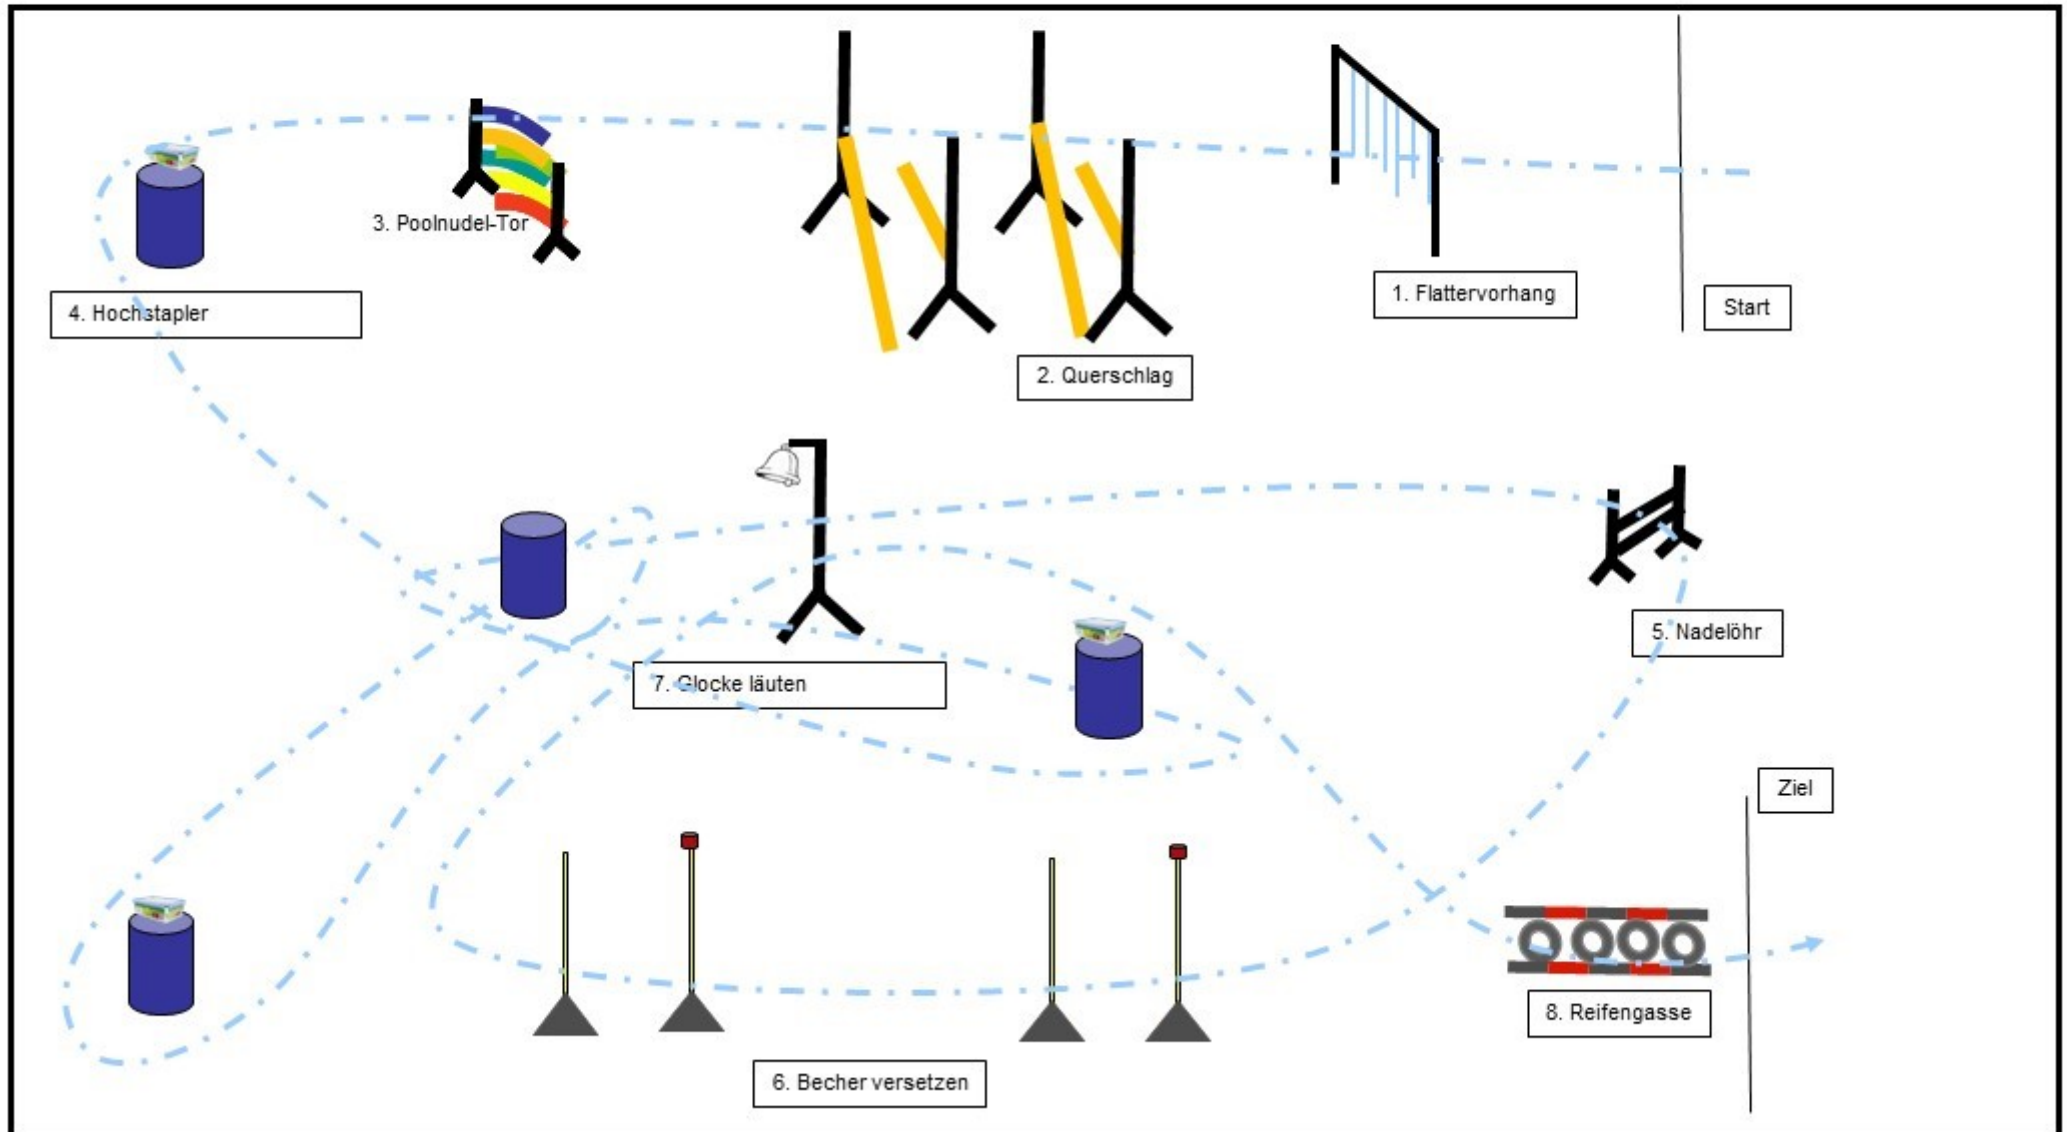 3. Poolnudel-Tor
4. Hochstapler
1. Flattervorhang
Start
2. Querschlag
5. Nadelöhr
7. Glocke läuten
Ziel
8. Reifengasse
6. Becher versetzen